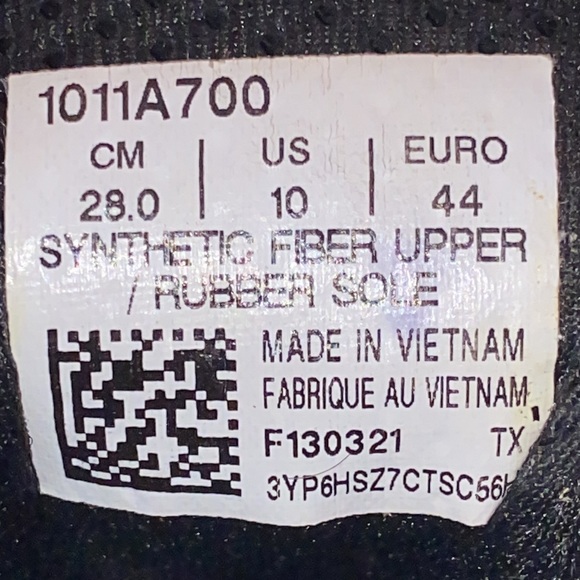 1011A700
CM | US | EURO
28.0 | 10 | 44
SYNTHETIC FIBER UPPER
/ RUBBER SOLE
MADE IN VIETNAM
FABRIQUE AU VIETNAM
F130321 TX
3YP6HSZ7CTSC56